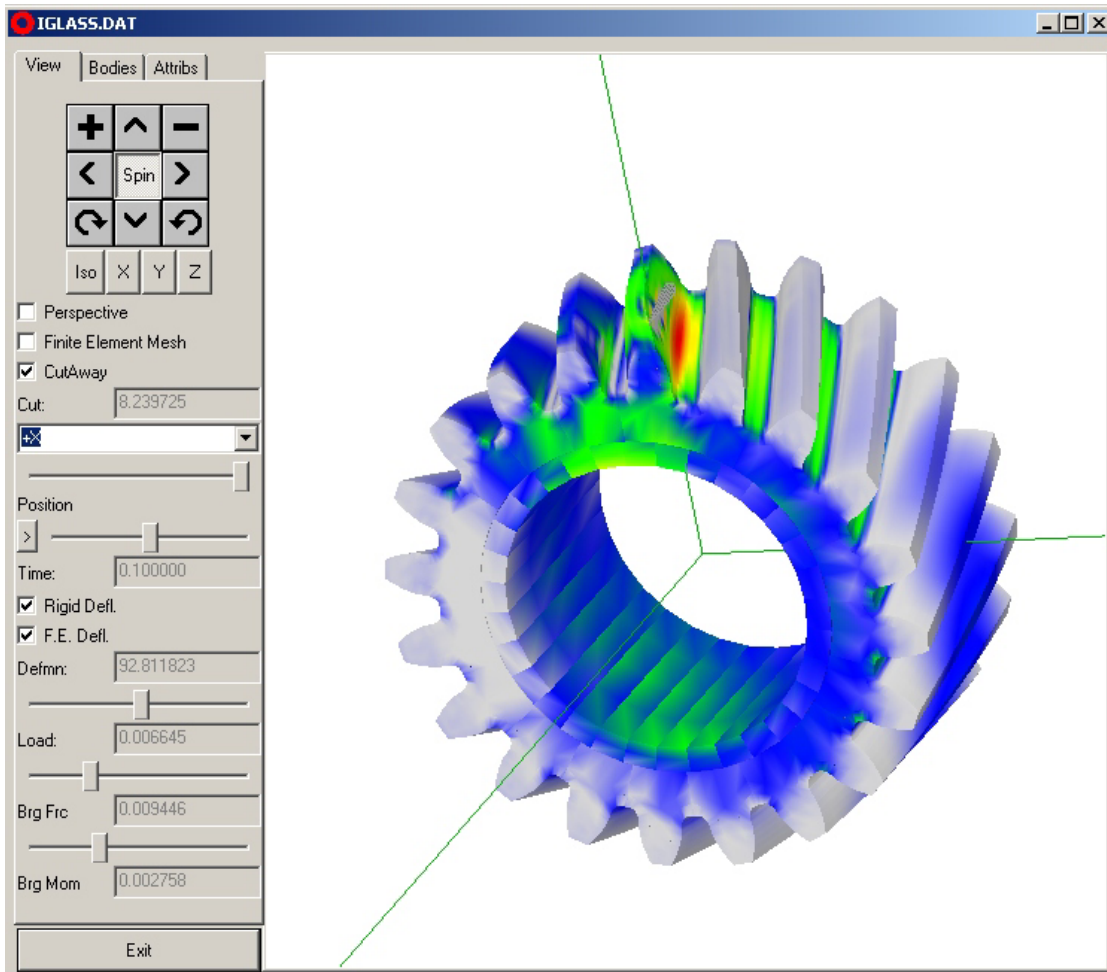 IGLASS.DAT
View Bodies Attribs
Spin
Iso X Y Z
Perspective
Finite Element Mesh
CutAway
Cut: 8.239725
+X
Position
>
Time: 0.100000
Rigid Defl.
F.E. Defl.
Defmn: 92.811823
Load: 0.006645
Brg Frc 0.009446
Brg Mom 0.002758
Exit